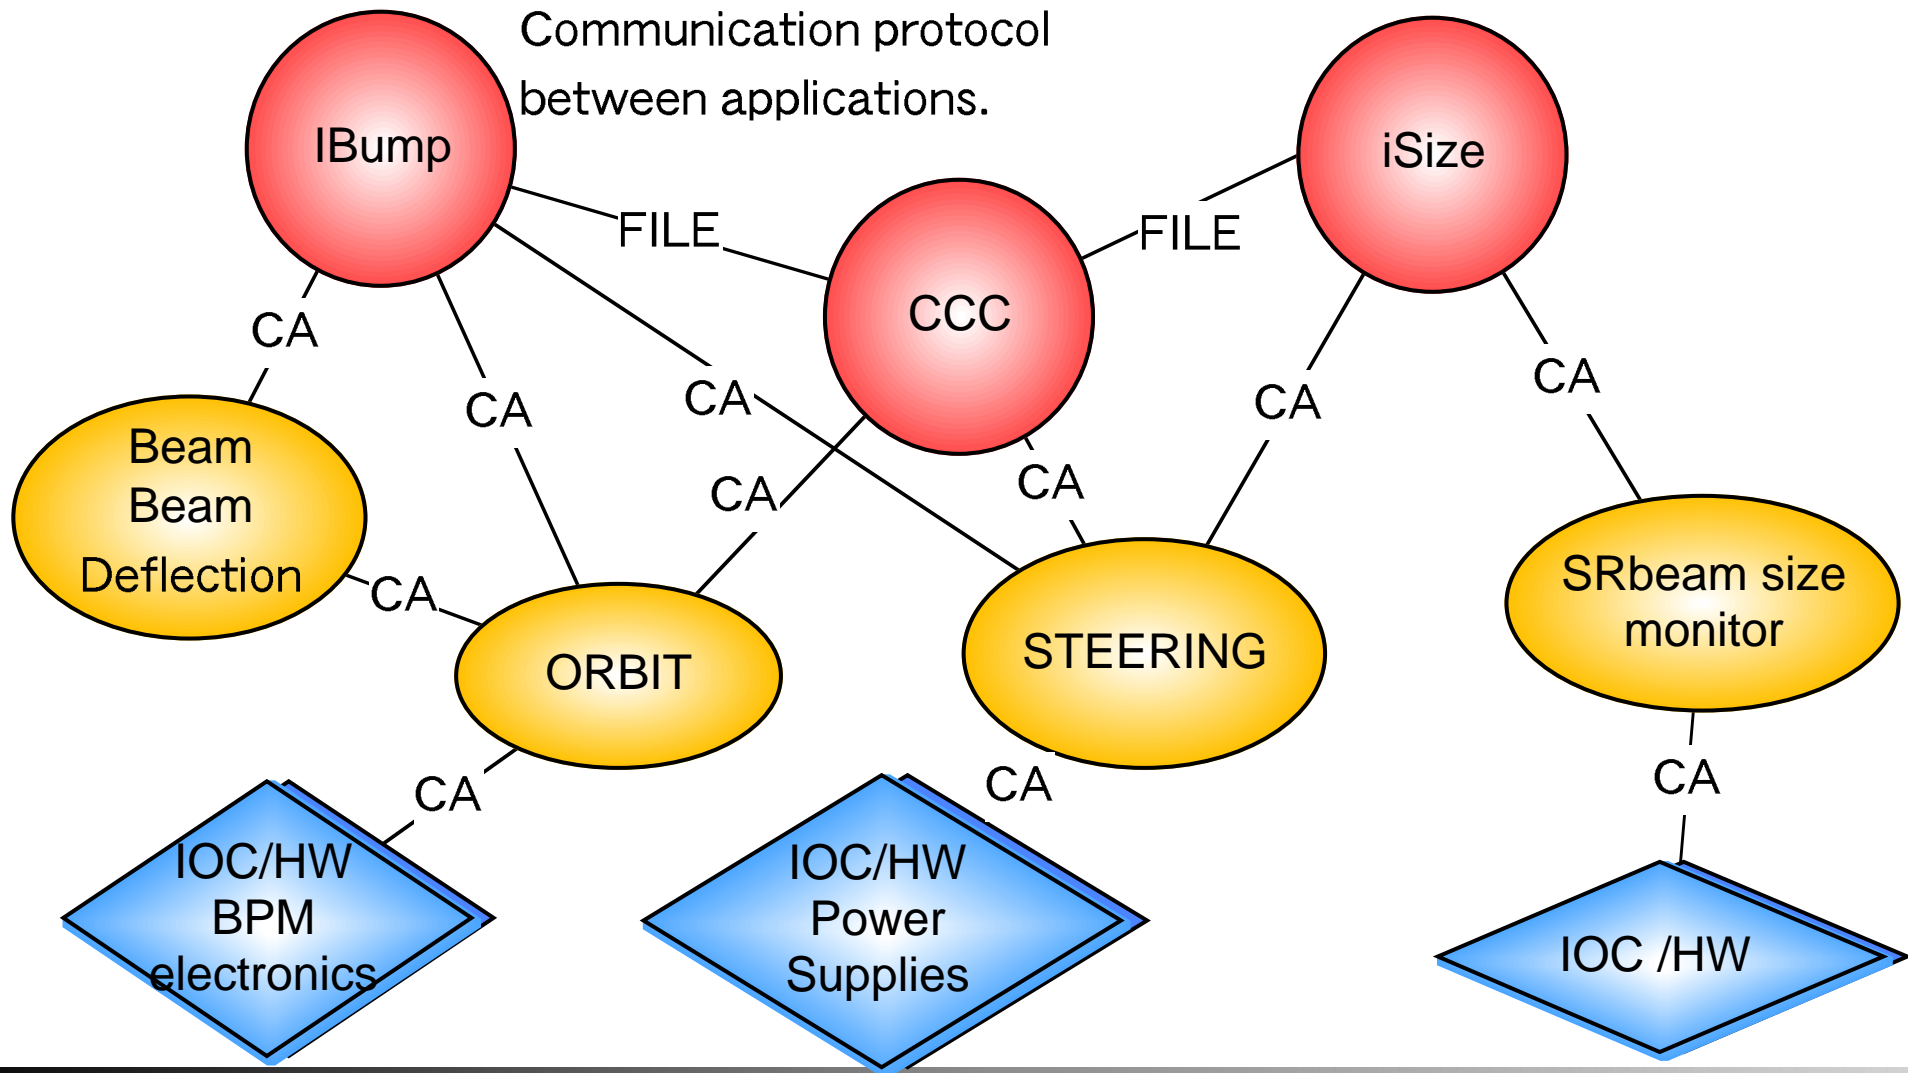 Communication protocol
between applications.
IBump
iSize
FILE
FILE
CCC
CA
CA
CA
CA
CA
CA
CA
Beam
Beam
Deflection
CA
ORBIT
STEERING
SRbeam size
monitor
CA
CA
CA
IOC/HW
BPM
electronics
IOC/HW
Power
Supplies
IOC /HW